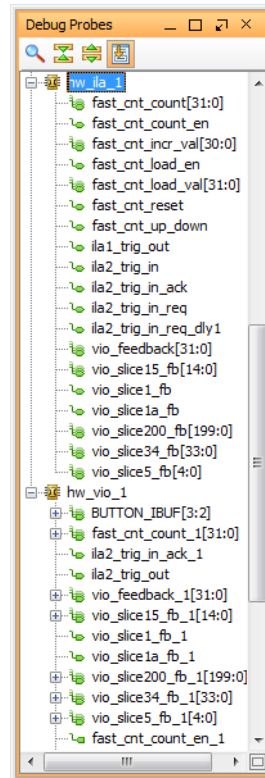 Debug Probes
hw_ila_1
fast_cnt_count[31:0]
fast_cnt_count_en
fast_cnt_incr_val[30:0]
fast_cnt_load_en
fast_cnt_load_val[31:0]
fast_cnt_reset
fast_cnt_up_down
ila1_trig_out
ila2_trig_in
ila2_trig_in_ack
ila2_trig_in_req
ila2_trig_in_req_dly1
vio_feedback[31:0]
vio_slice15_fb[14:0]
vio_slice1_fb
vio_slice1a_fb
vio_slice200_fb[199:0]
vio_slice34_fb[33:0]
vio_slice5_fb[4:0]
hw_vio_1
BUTTON_IBUF[3:2]
fast_cnt_count_1[31:0]
ila2_trig_in_ack_1
ila2_trig_out
vio_feedback_1[31:0]
vio_slice15_fb_1[14:0]
vio_slice1_fb_1
vio_slice1a_fb_1
vio_slice200_fb_1[199:0]
vio_slice34_fb_1[33:0]
vio_slice5_fb_1[4:0]
fast_cnt_count_en_1